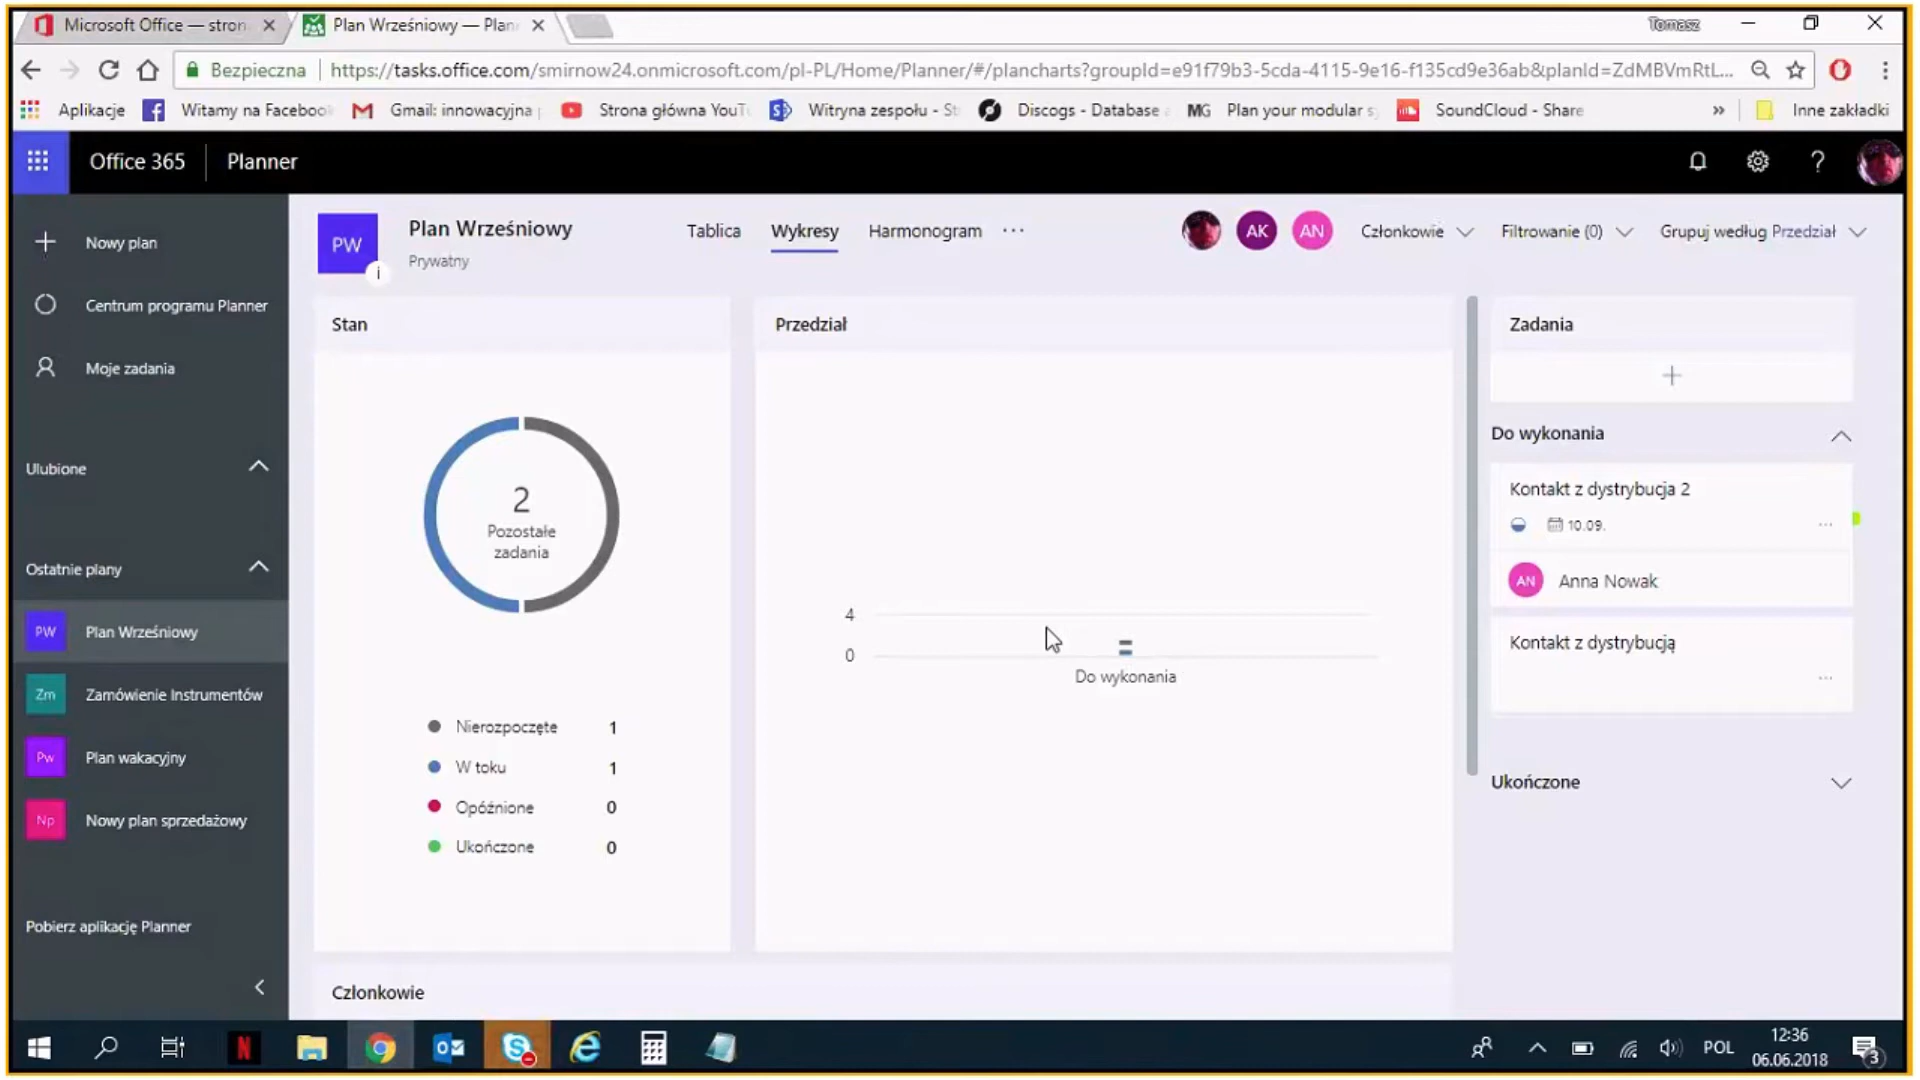 Microsoft Office — stron
Plan Wrześniowy — Plan
Tomasz
Bezpieczna
https://tasks.office.com/smirnow24.onmicrosoft.com/pl-PL/Home/Planner/#/plancharts?groupId=e91f79b3-5cda-4115-9e16-f135cd9e36ab&planId=ZdMBVmRtL...
Aplikacje
Witamy na Facebook
Gmail: innowacyjna
Strona główna YouT
Witryna zespołu - St
Discogs - Database
MG Plan your modular sy
SoundCloud - Share
»
Inne zakładki
Office 365
Planner
?
Nowy plan
Centrum programu Planner
Moje zadania
Ulubione
Ostatnie plany
PW Plan Wrześniowy
Zm Zamówienie Instrumentów
Pw Plan wakacyjny
Np Nowy plan sprzedażowy
Pobierz aplikację Planner
PW
i
Plan Wrześniowy
Prywatny
Tablica
Wykresy
Harmonogram
...
AK
AN
Członkowie
Filtrowanie (0)
Grupuj według Przedział
Stan
2
Pozostałe
zadania
Nierozpoczęte 1
W toku 1
Opóźnione 0
Ukończone 0
Przedział
4
0
Do wykonania
Członkowie
Zadania
Do wykonania
Kontakt z dystrybucja 2
10.09.
...
AN Anna Nowak
Kontakt z dystrybucją
...
Ukończone
N
POL
12:36
06.06.2018
3